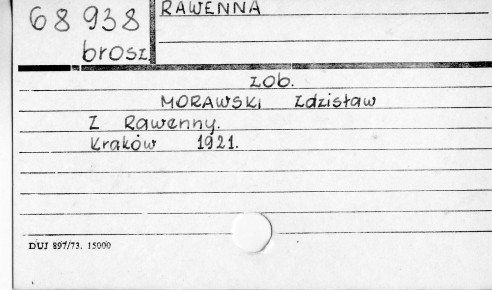 68 938
brosz
RAWENNA
zob.
MORAWSKI Zdzisław
Z Rawenny.
Kraków 1921.
DUJ 897/73. 15000